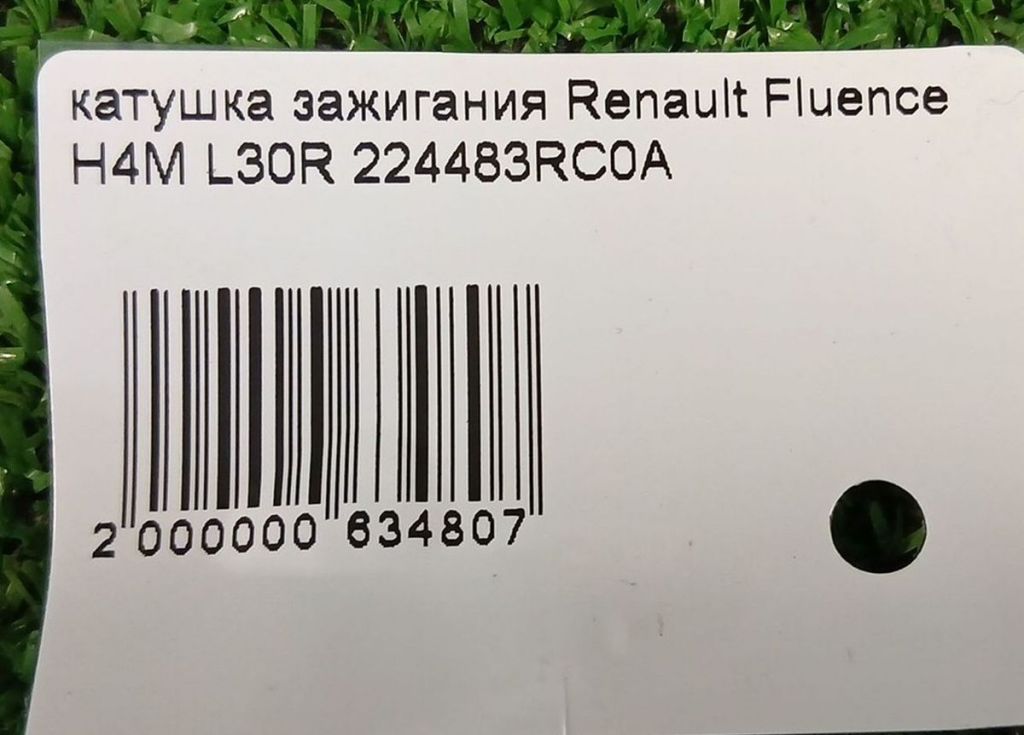 катушка зажигания Renault Fluence
H4M L30R 224483RC0A
2 000000 634807